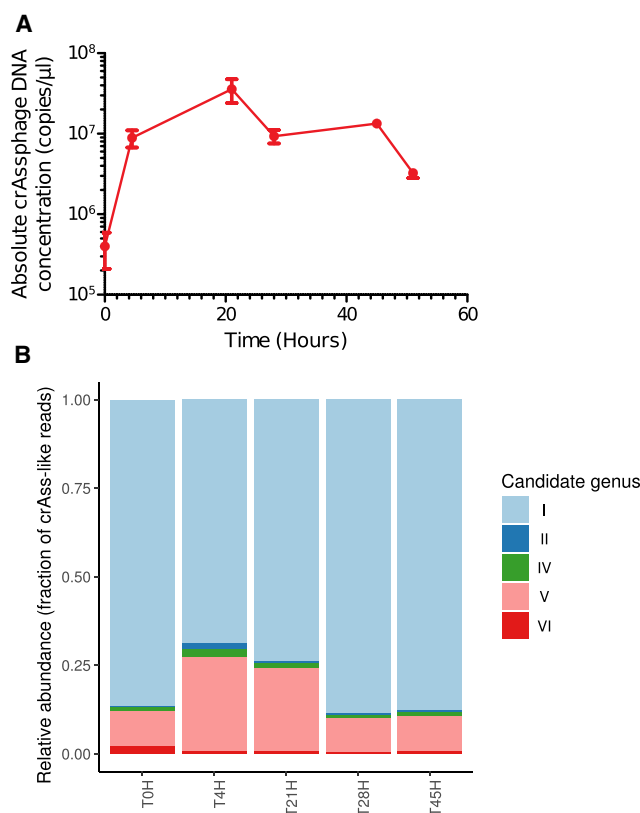 A
Absolute crAssphage DNA
concentration (copies/µl)
10⁸
10⁷
10⁶
10⁵
0
20
40
60
Time (Hours)
B
Relative abundance (fraction of crAss-like reads)
1.00
0.75
0.50
0.25
0.00
T0H
T4H
T21H
T28H
T45H
Candidate genus
I
II
IV
V
VI